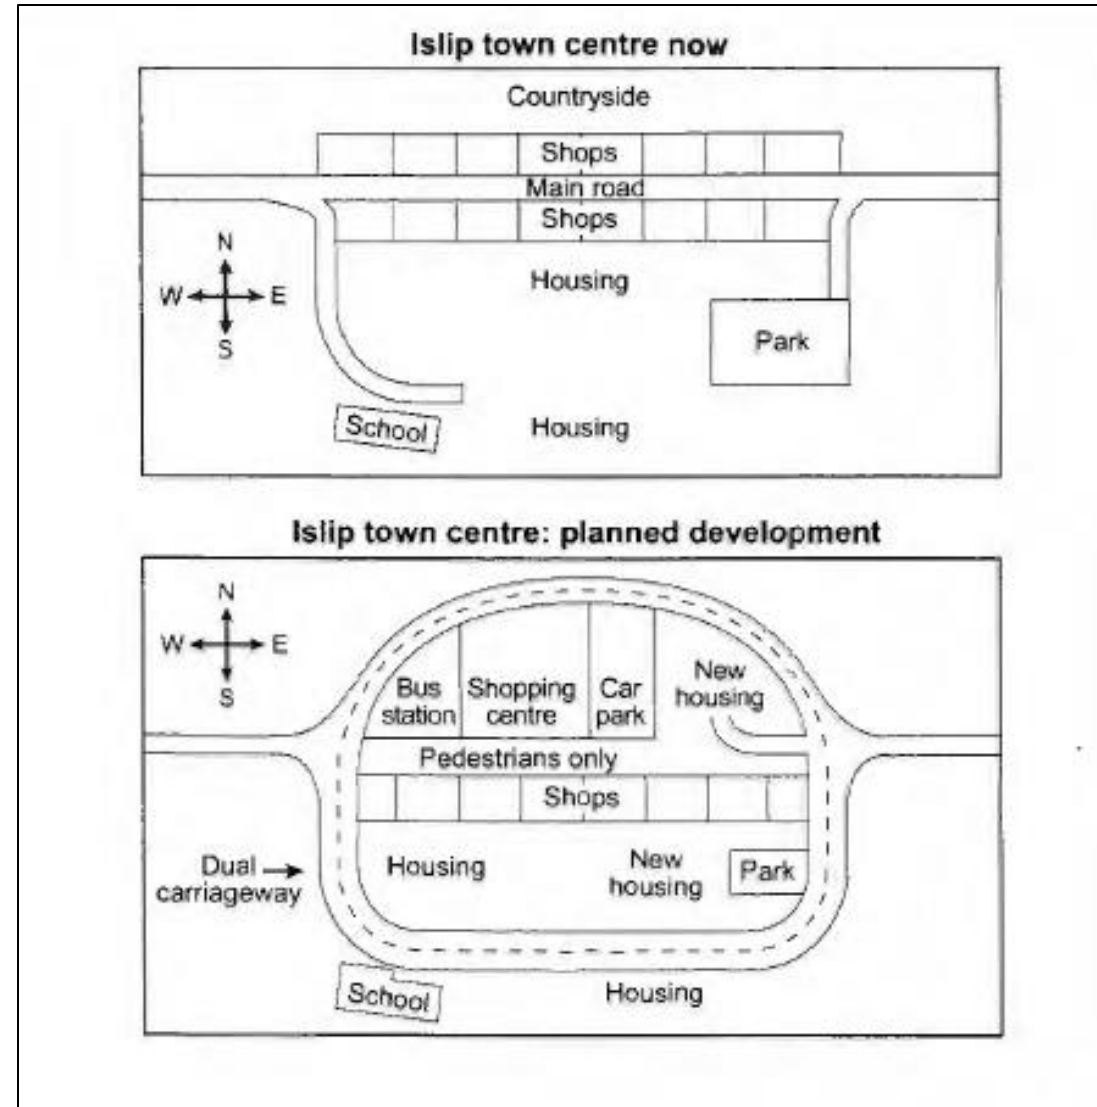 Islip town centre now
Countryside
Shops
Main road
Shops
N
W E
S
Housing
Park
School
Housing
Islip town centre: planned development
N
W E
S
Bus station
Shopping centre
Car park
New housing
Pedestrians only
Shops
Dual carriageway
Housing
New housing
Park
School
Housing